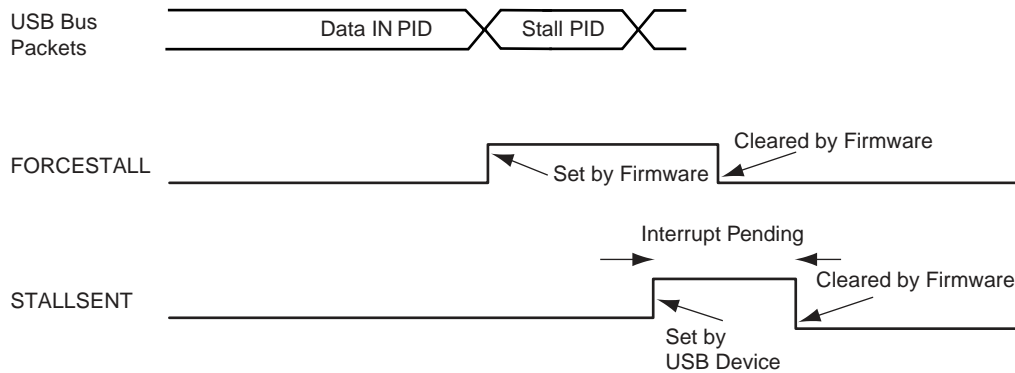 USB Bus
Packets
Data IN PID
Stall PID
FORCESTALL
Set by Firmware
Cleared by Firmware
Interrupt Pending
STALLSENT
Cleared by Firmware
Set by
USB Device